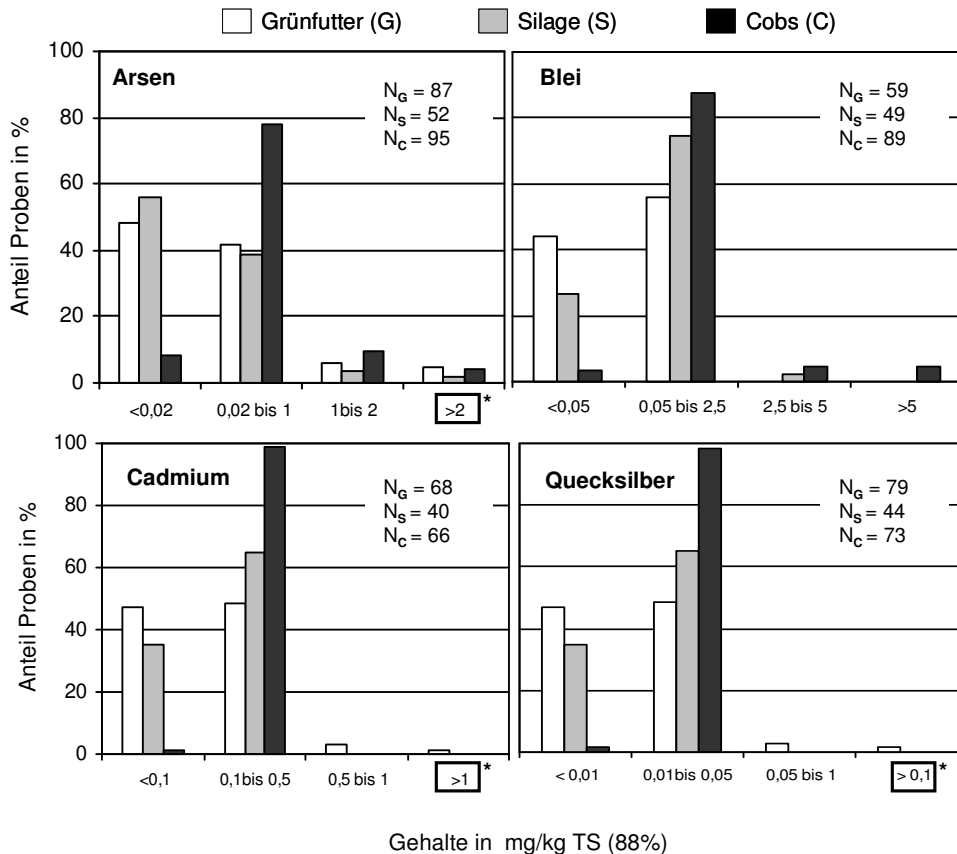 Grünfutter (G) Silage (S) Cobs (C)
Anteil Proben in %
100
80
60
40
20
0
Arsen
N_G = 87
N_S = 52
N_C = 95
<0,02 0,02 bis 1 1bis 2 >2 *
Blei
N_G = 59
N_S = 49
N_C = 89
<0,05 0,05 bis 2,5 2,5 bis 5 >5
Anteil Proben in %
100
80
60
40
20
0
Cadmium
N_G = 68
N_S = 40
N_C = 66
<0,1 0,1bis 0,5 0,5 bis 1 >1 *
Quecksilber
N_G = 79
N_S = 44
N_C = 73
< 0,01 0,01bis 0,05 0,05 bis 1 > 0,1 *
Gehalte in mg/kg TS (88%)